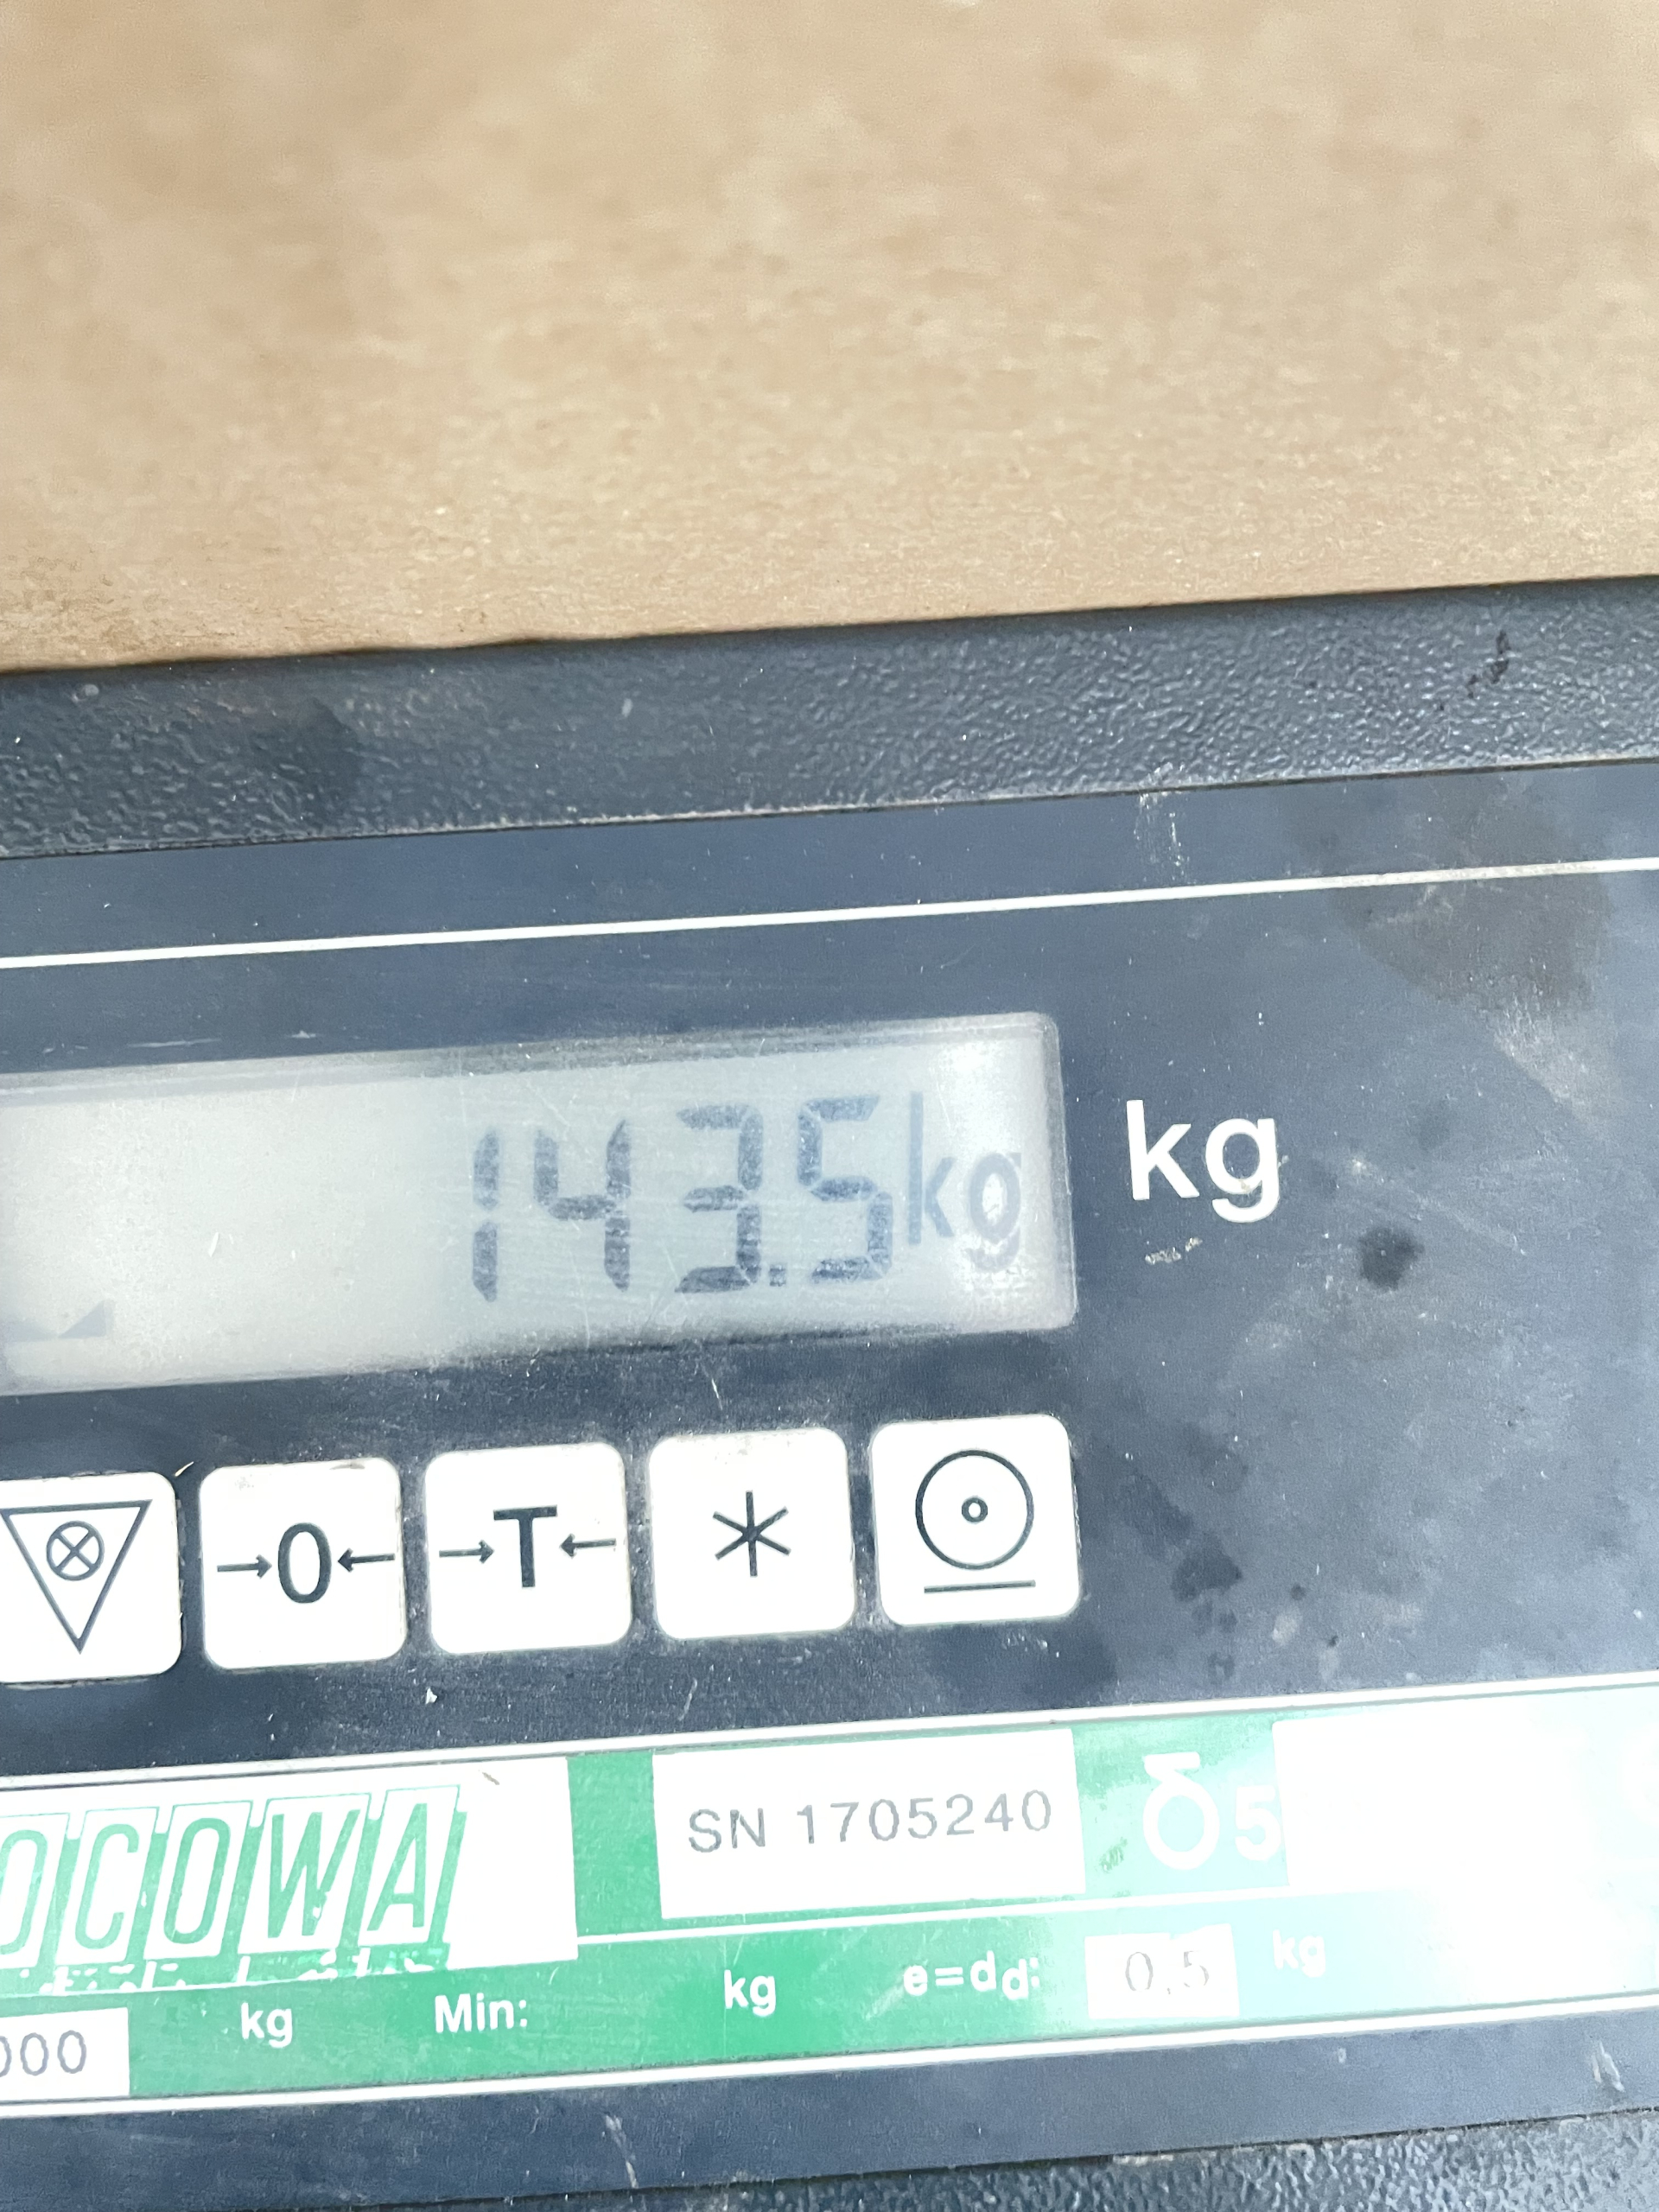 143.5kg
kg
→0← →T← *
OCOWA
SN 1705240
δ5
kg Min: kg e=dd: 0,5 kg
000